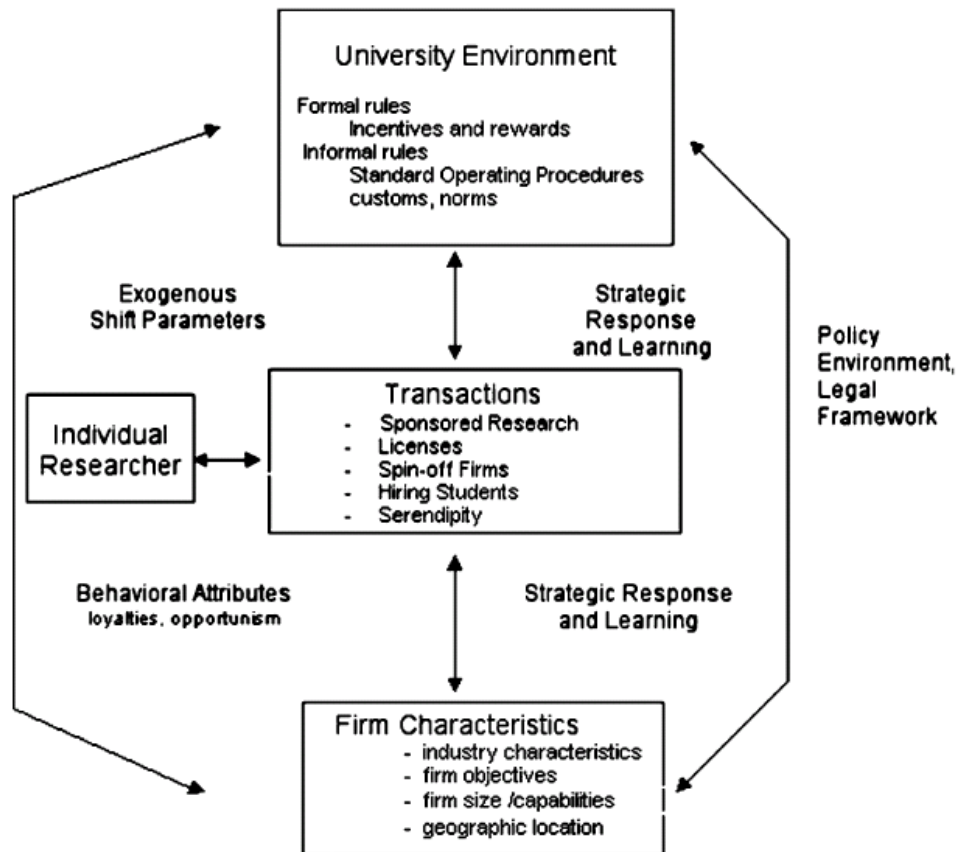 University Environment
Formal rules
Incentives and rewards
Informal rules
Standard Operating Procedures
customs, norms
Exogenous
Shift Parameters
Strategic
Response
and Learning
Policy
Environment,
Legal
Framework
Individual
Researcher
Transactions
- Sponsored Research
- Licenses
- Spin-off Firms
- Hiring Students
- Serendipity
Behavioral Attributes
loyalties, opportunism
Strategic Response
and Learning
Firm Characteristics
- industry characteristics
- firm objectives
- firm size /capabilities
- geographic location